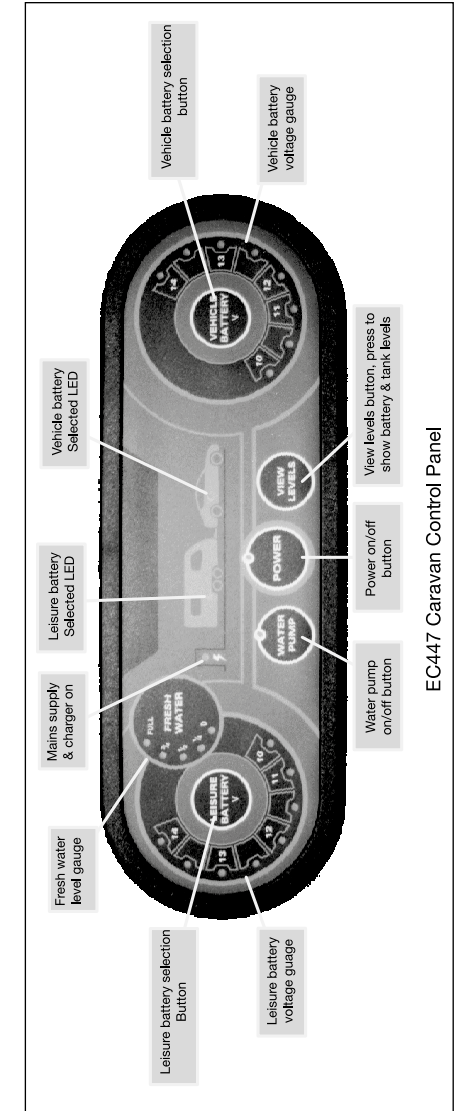 Fresh water
level gauge
Mains supply
& charger on
Leisure battery
Selected LED
Vehicle battery
Selected LED
Leisure battery selection
Button
Vehicle battery selection
button
FULL
FRESH
WATER
0
LEISURE
BATTERY
V
14
13
12
11
10
VEHICLE
BATTERY
V
14
13
12
11
10
WATER
PUMP
POWER
VIEW
LEVELS
Leisure battery
voltage guage
Water pump
on/off button
Power on/off
button
View levels button, press to
show battery & tank levels
Vehicle battery
voltage gauge
EC447 Caravan Control Panel